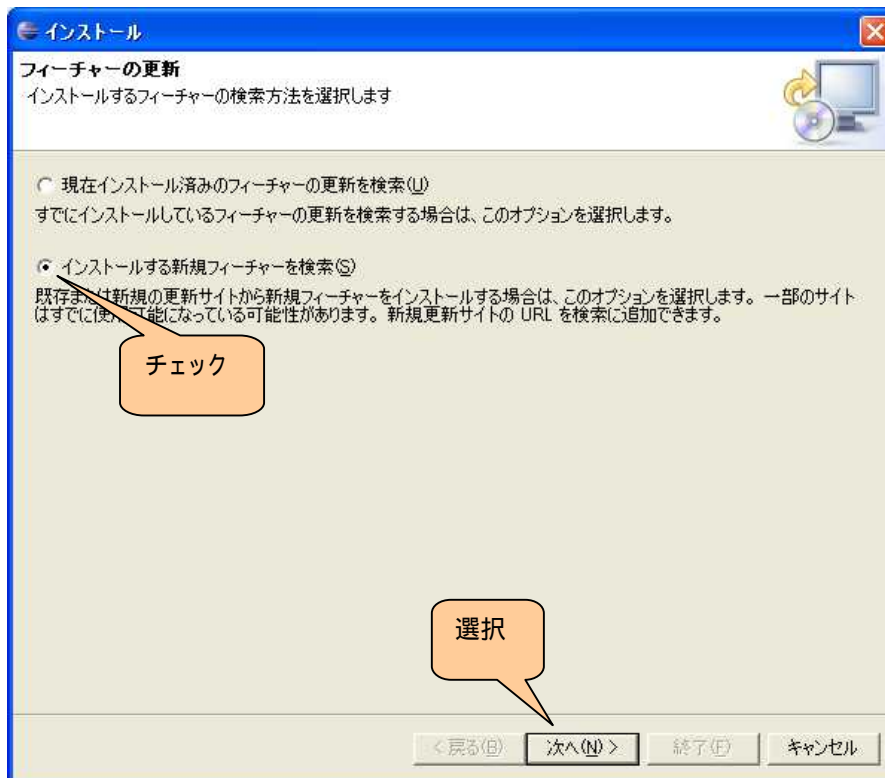 インストール
フィーチャーの更新
インストールするフィーチャーの検索方法を選択します
現在インストール済みのフィーチャーの更新を検索(U)
すでにインストールしているフィーチャーの更新を検索する場合は、このオプションを選択します。
インストールする新規フィーチャーを検索(S)
既存または新規の更新サイトから新規フィーチャーをインストールする場合は、このオプションを選択します。一部のサイト
はすでに使用可能になっている可能性があります。新規更新サイトの URL を検索に追加できます。
チェック
選択
< 戻る(B)
次へ(N) >
終了(F)
キャンセル